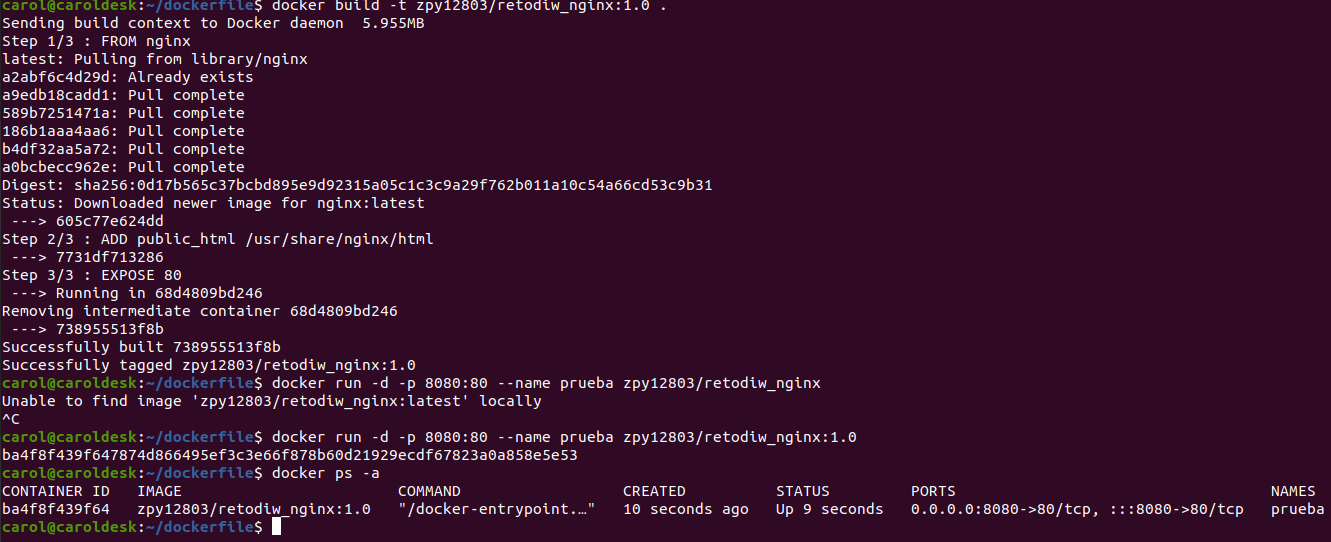 carol@caroldesk:~/dockerfile$ docker build -t zpy12803/retodiw_nginx:1.0 .
Sending build context to Docker daemon  5.955MB
Step 1/3 : FROM nginx
latest: Pulling from library/nginx
a2abf6c4d29d: Already exists
a9edb18cadd1: Pull complete
589b7251471a: Pull complete
186b1aaa4aa6: Pull complete
b4df32aa5a72: Pull complete
a0bcbecc962e: Pull complete
Digest: sha256:0d17b565c37bcbd895e9d92315a05c1c3c9a29f762b011a10c54a66cd53c9b31
Status: Downloaded newer image for nginx:latest
 ---> 605c77e624dd
Step 2/3 : ADD public_html /usr/share/nginx/html
 ---> 7731df713286
Step 3/3 : EXPOSE 80
 ---> Running in 68d4809bd246
Removing intermediate container 68d4809bd246
 ---> 738955513f8b
Successfully built 738955513f8b
Successfully tagged zpy12803/retodiw_nginx:1.0
carol@caroldesk:~/dockerfile$ docker run -d -p 8080:80 --name prueba zpy12803/retodiw_nginx
Unable to find image 'zpy12803/retodiw_nginx:latest' locally
^C
carol@caroldesk:~/dockerfile$ docker run -d -p 8080:80 --name prueba zpy12803/retodiw_nginx:1.0
ba4f8f439f647874d866495ef3c3e66f878b60d21929ecdf67823a0a858e5e53
carol@caroldesk:~/dockerfile$ docker ps -a
CONTAINER ID   IMAGE                        COMMAND                  CREATED          STATUS         PORTS                                   NAMES
ba4f8f439f64   zpy12803/retodiw_nginx:1.0   "/docker-entrypoint.…"   10 seconds ago   Up 9 seconds   0.0.0.0:8080->80/tcp, :::8080->80/tcp   prueba
carol@caroldesk:~/dockerfile$